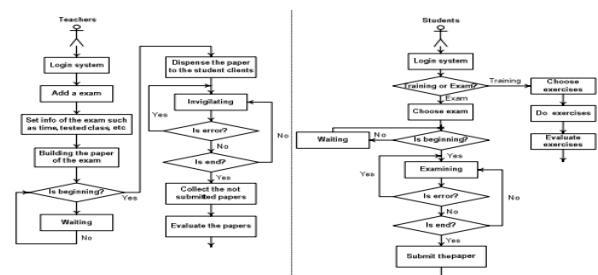 Teachers
Login system
Add a exam
Set info of the exam such
as time, tested class, etc
Building the paper
of the exam
Is beginning?
Yes
Waiting
No
Dispense the paper
to the student clients
Invigilating
Yes
Is error?
No
No
Is end?
Yes
Collect the not
submitted papers
Evaluate the papers
Students
Login system
Training or Exam?
Training
Exam
Choose
exercises
Do exercises
Evaluate
exercises
Choose exam
No
Waiting
Is beginning?
Yes
Examining
Yes
Is error?
No
No
Is end?
Yes
Submit the paper